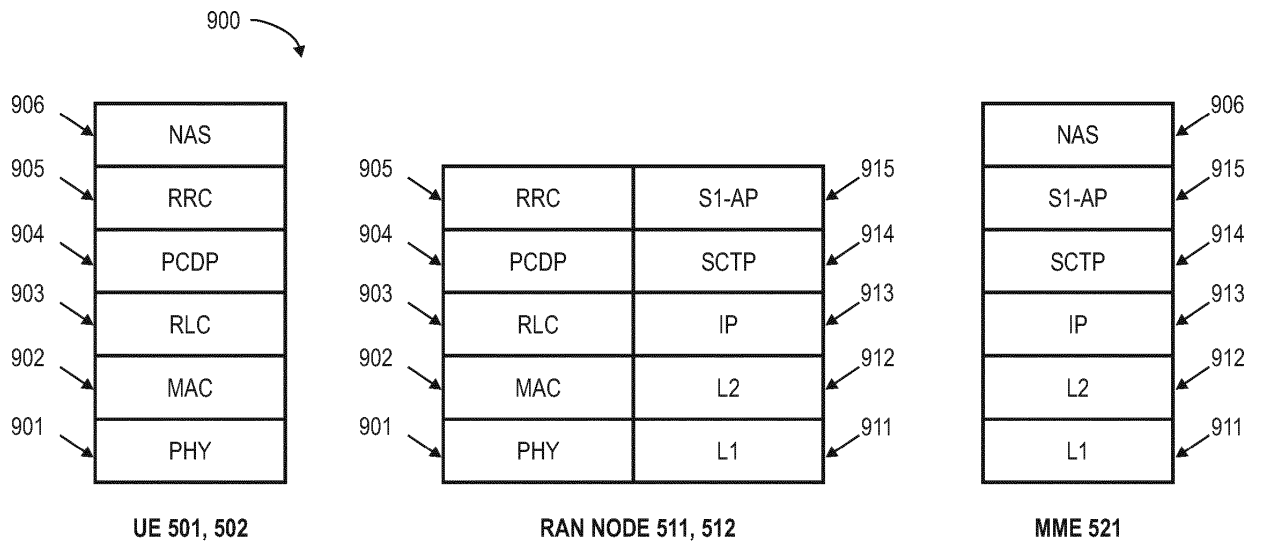 900
906 NAS NAS 906
905 RRC 905 RRC S1-AP 915 S1-AP 915
904 PCDP 904 PCDP SCTP 914 SCTP 914
903 RLC 903 RLC IP 913 IP 913
902 MAC 902 MAC L2 912 L2 912
901 PHY 901 PHY L1 911 L1 911
UE 501, 502 RAN NODE 511, 512 MME 521